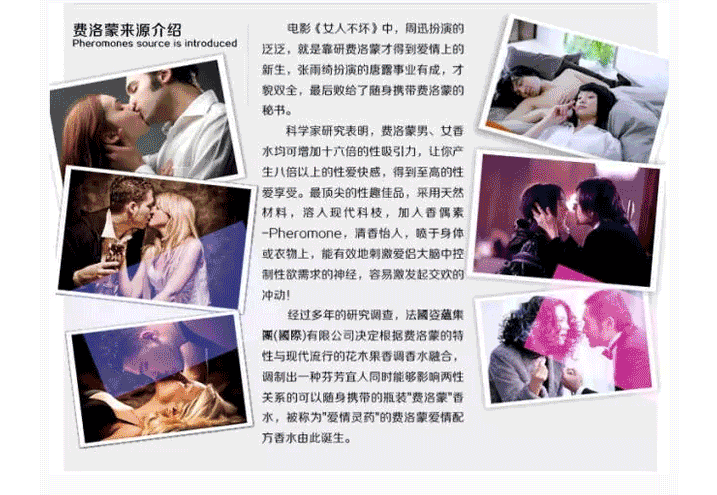 费洛蒙来源介绍
Pheromones source is introduced
电影《女人不坏》中，周迅扮演的
泛泛，就是靠研费洛蒙才得到爱情上的
新生，张雨绮扮演的唐露事业有成，才
貌双全，最后败给了随身携带费洛蒙的
秘书。
科学家研究表明，费洛蒙男、女香
水均可增加十六倍的性吸引力，让你产
生八倍以上的性爱快感，得到至高的性
爱享受。最顶尖的性趣佳品，采用天然
材料，溶入现代科枝，加入香偶素
-Pheromone，清香怡人，喷于身体
或衣物上，能有效地刺激爱侣大脑中控
制性欲需求的神经，容易激发起交欢的
冲动！
经过多年的研究调查，法國姿蘊集
團(國際)有限公司决定根据费洛蒙的特
性与现代流行的花木果香调香水融合，
调制出一种芬芳宜人同时能够影响两性
关系的可以随身携带的瓶装"费洛蒙"香
水，被称为"爱情灵药"的费洛蒙爱情配
方香水由此诞生。